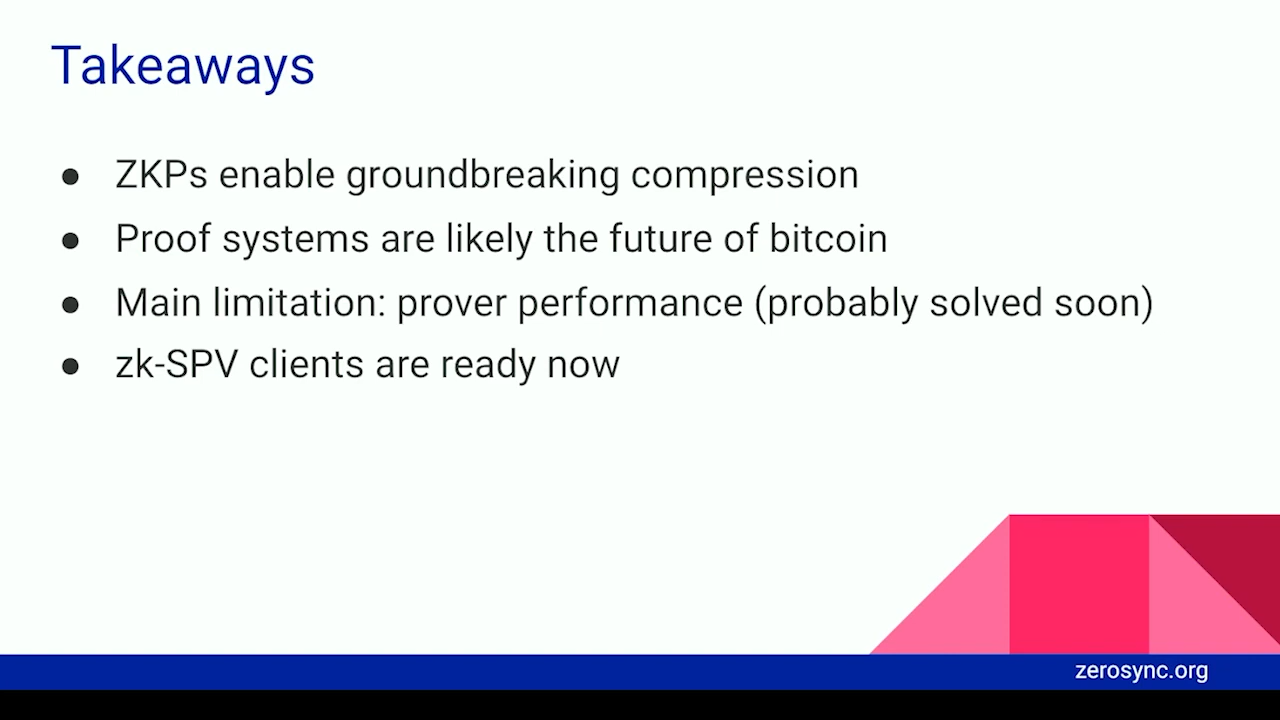 Takeaways
● ZKPs enable groundbreaking compression
● Proof systems are likely the future of bitcoin
● Main limitation: prover performance (probably solved soon)
● zk-SPV clients are ready now
zerosync.org